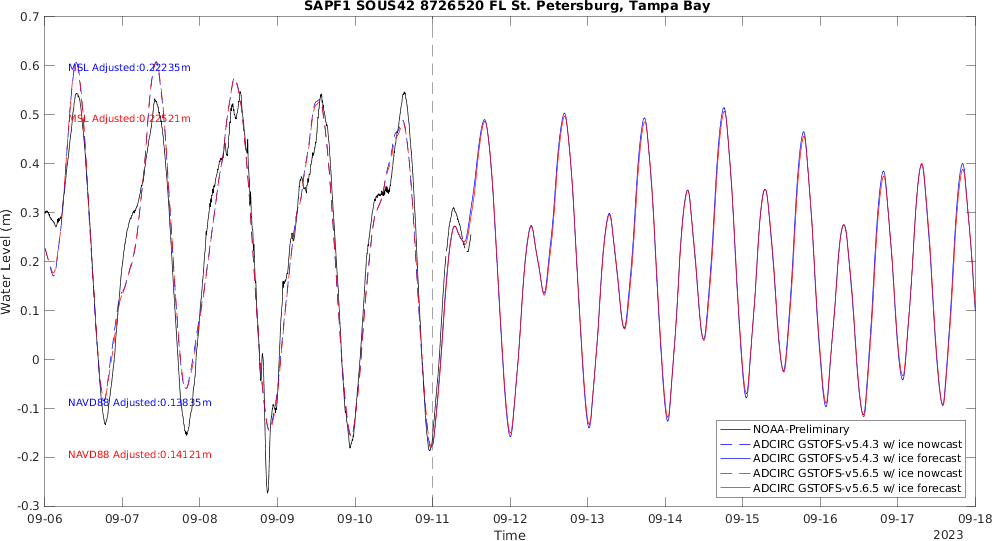 SAPF1 SOUS42 8726520 FL St. Petersburg, Tampa Bay
0.7
0.6
0.5
0.4
0.3
0.2
0.1
0
-0.1
-0.2
-0.3
Water Level (m)
MSL Adjusted:0.22235m
MSL Adjusted:0.22521m
NAVD88 Adjusted:0.13835m
NAVD88 Adjusted:0.14121m
NOAA-Preliminary
ADCIRC GSTOFS-v5.4.3 w/ ice nowcast
ADCIRC GSTOFS-v5.4.3 w/ ice forecast
ADCIRC GSTOFS-v5.6.5 w/ ice nowcast
ADCIRC GSTOFS-v5.6.5 w/ ice forecast
09-06 09-07 09-08 09-09 09-10 09-11 09-12 09-13 09-14 09-15 09-16 09-17 09-18
Time
2023